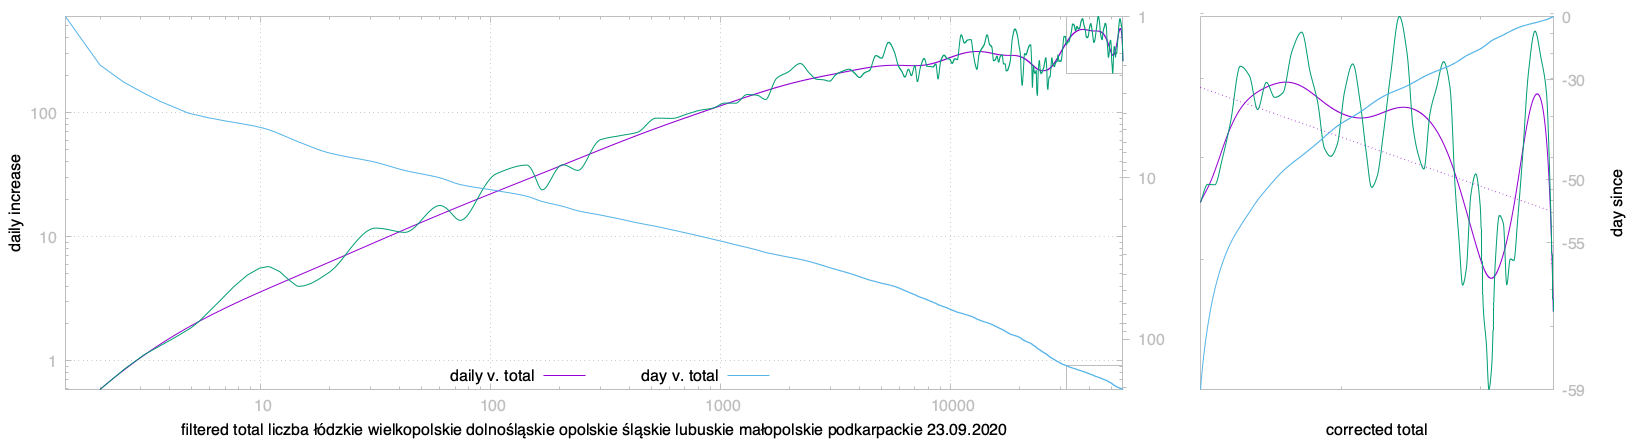 daily increase
100
10
1
daily v. total
day v. total
10
100
1000
10000
1
10
100
filtered total liczba łódzkie wielkopolskie dolnośląskie opolskie śląskie lubuskie małopolskie podkarpackie 23.09.2020
0
-30
-50
-55
-59
day since
corrected total